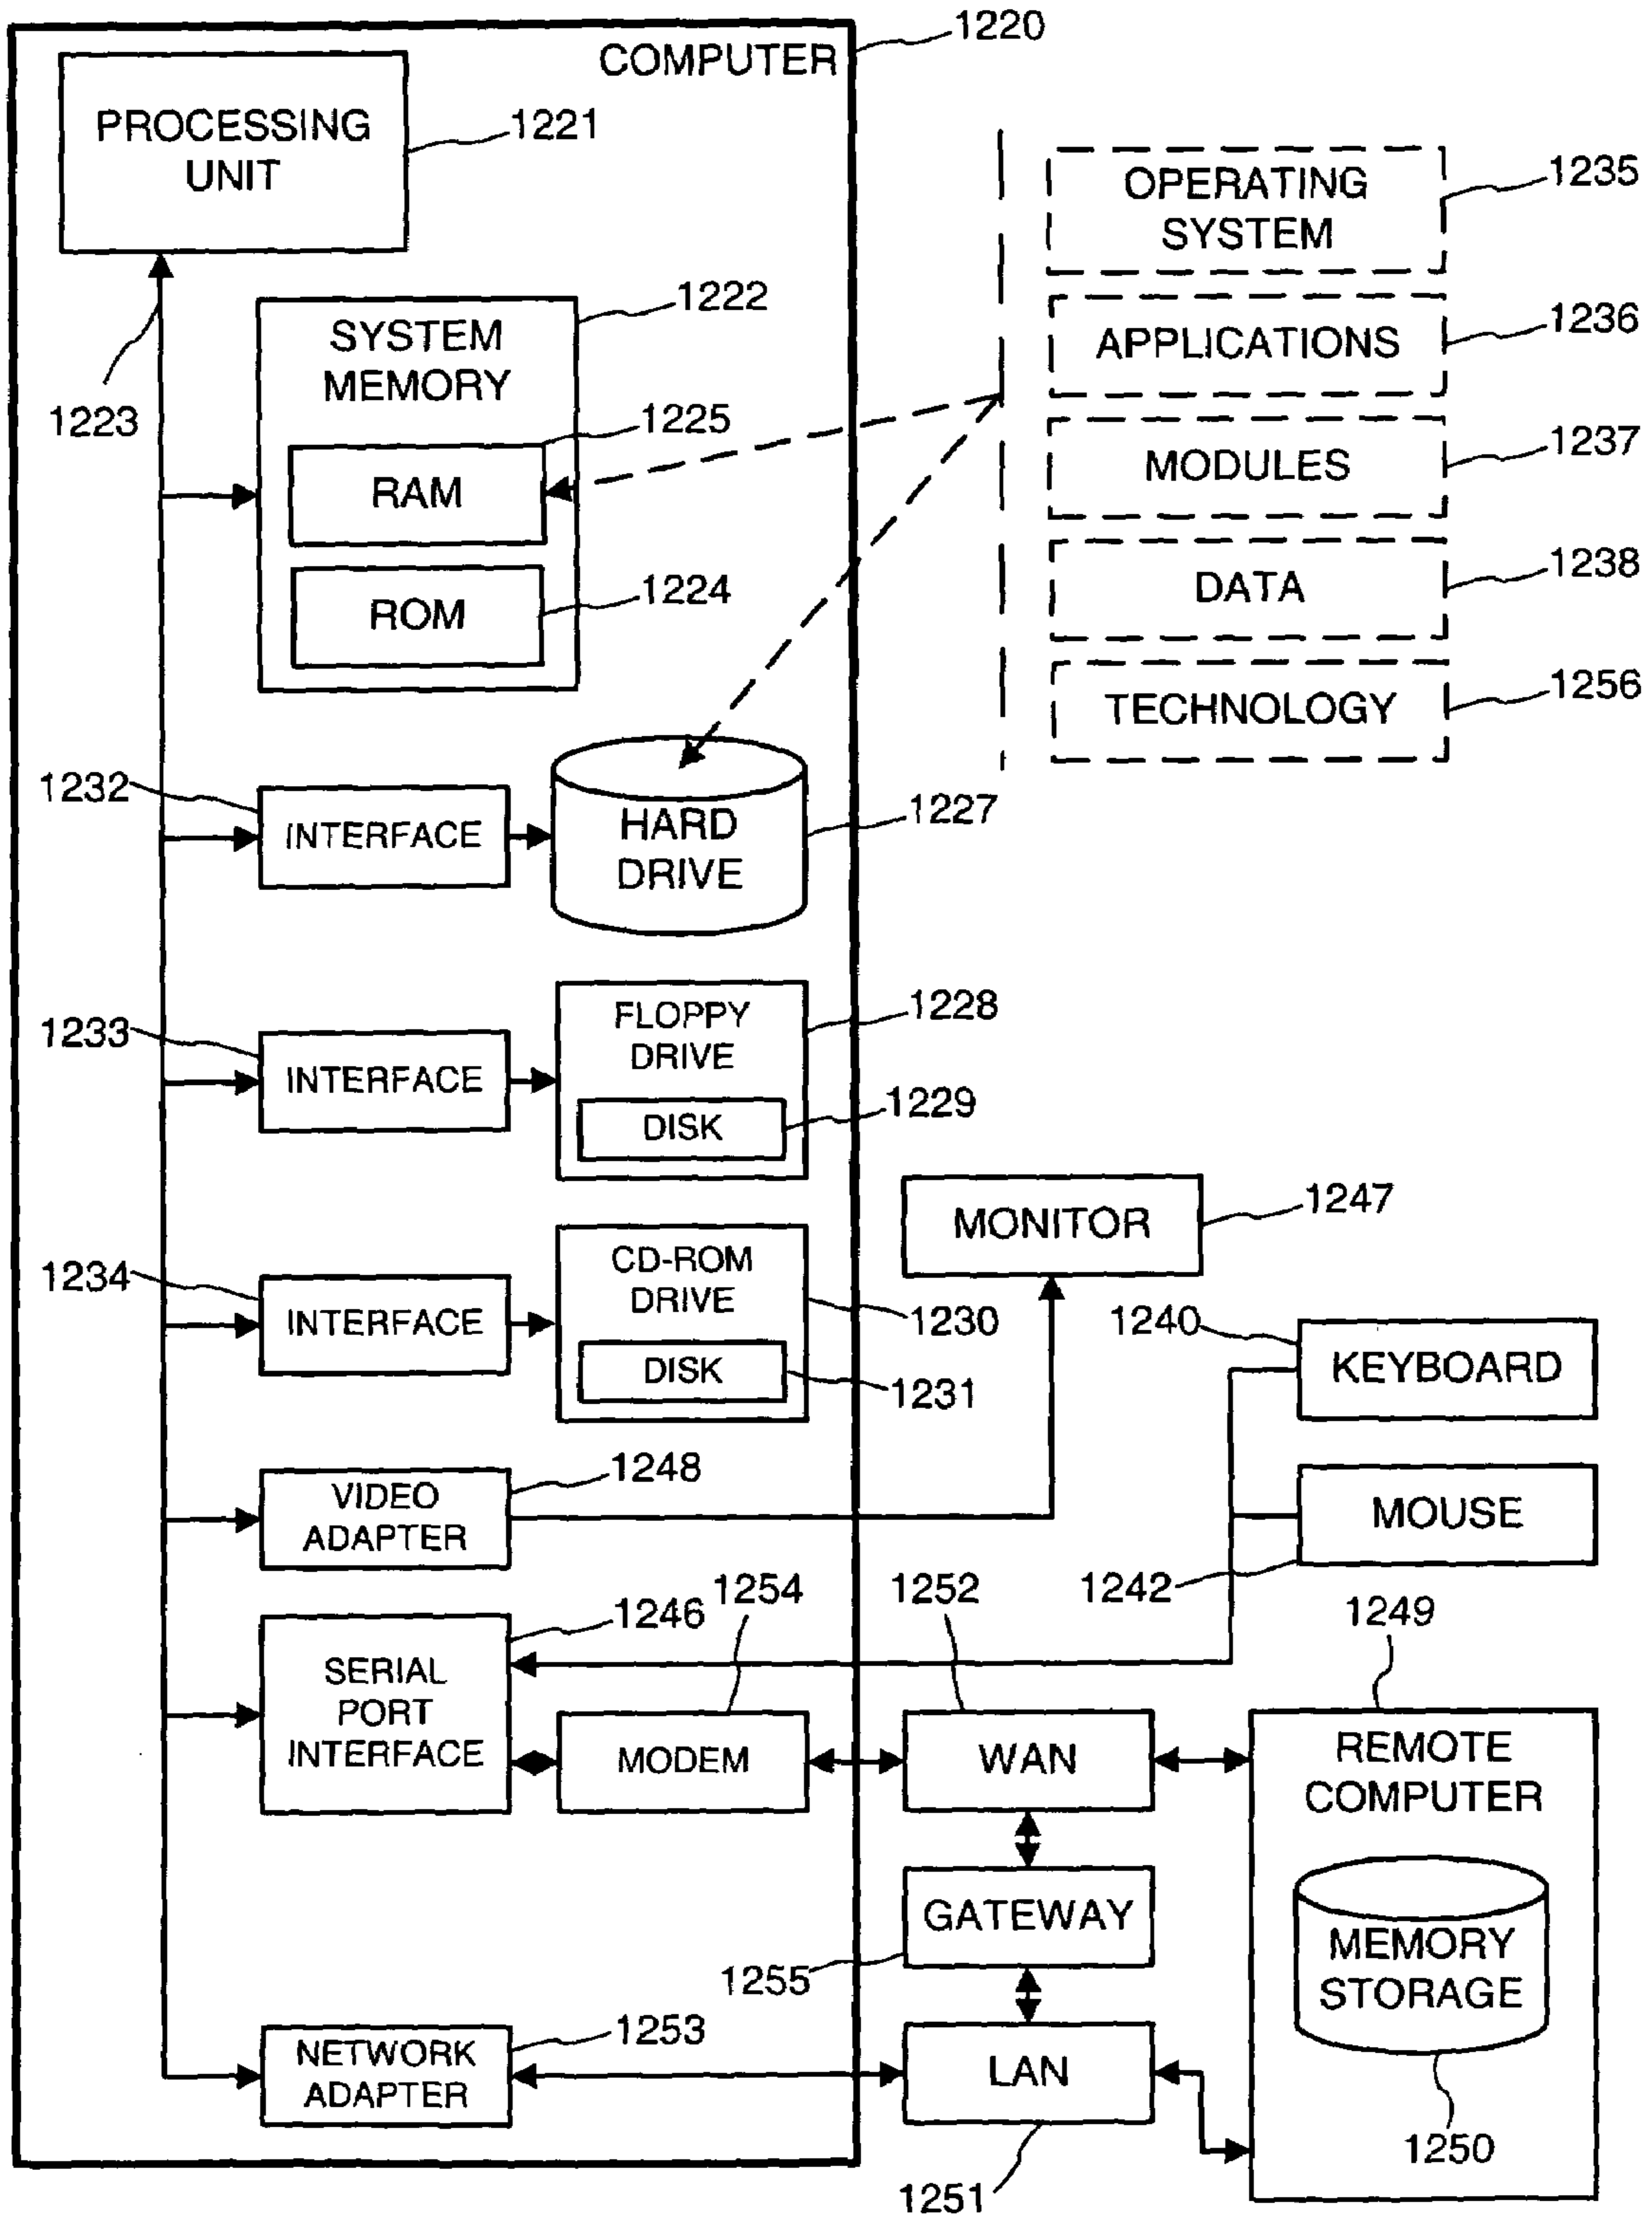 1220
COMPUTER
PROCESSING
UNIT
1221
1223
SYSTEM
MEMORY
1222
1225
RAM
1224
ROM
OPERATING
SYSTEM
1235
APPLICATIONS
1236
MODULES
1237
DATA
1238
TECHNOLOGY
1256
1232
INTERFACE
HARD
DRIVE
1227
1233
INTERFACE
FLOPPY
DRIVE
1228
DISK
1229
1234
INTERFACE
CD-ROM
DRIVE
1230
DISK
1231
MONITOR
1247
1240
KEYBOARD
MOUSE
1242
VIDEO
ADAPTER
1248
1246
SERIAL
PORT
INTERFACE
1254
MODEM
1252
WAN
1249
REMOTE
COMPUTER
GATEWAY
1255
MEMORY
STORAGE
1250
1253
NETWORK
ADAPTER
LAN
1251